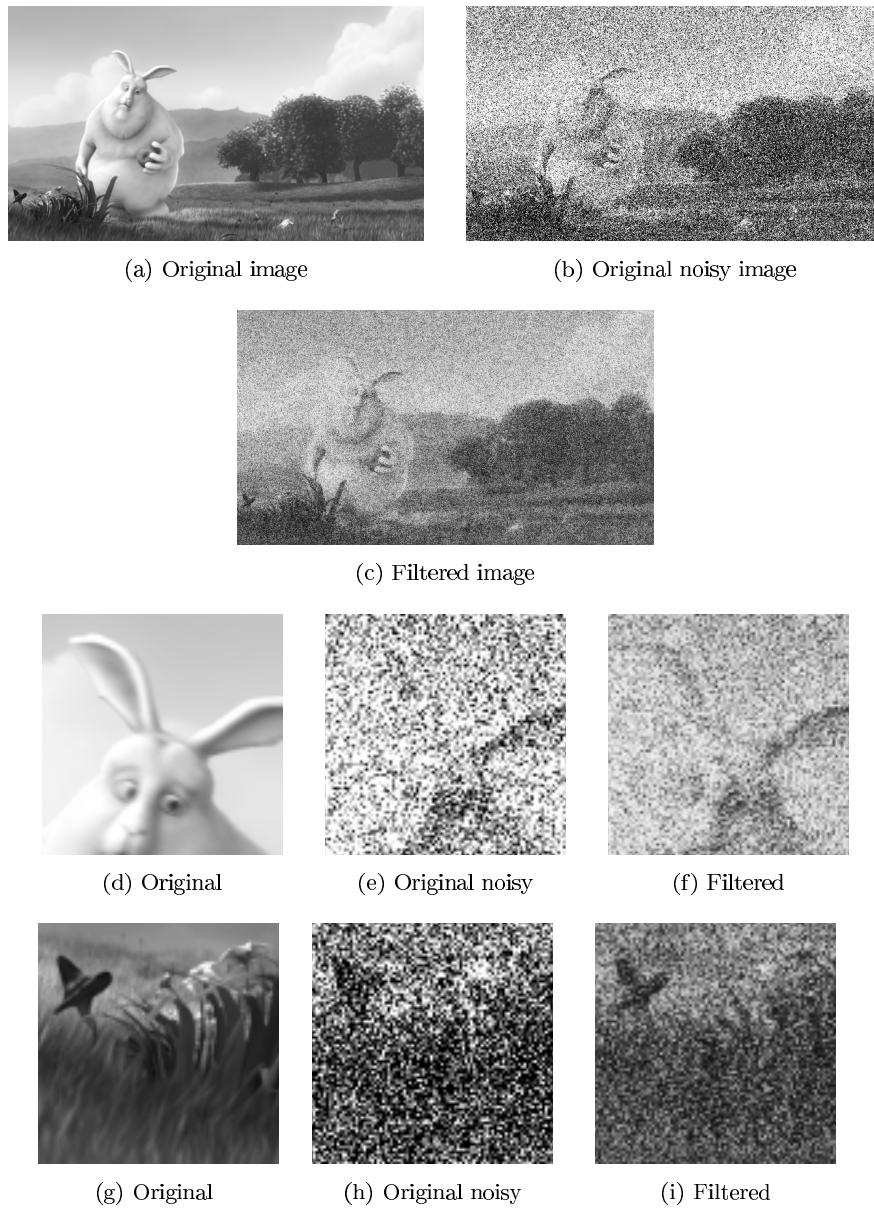 (a) Original image
(b) Original noisy image
(c) Filtered image
(d) Original
(e) Original noisy
(f) Filtered
(g) Original
(h) Original noisy
(i) Filtered